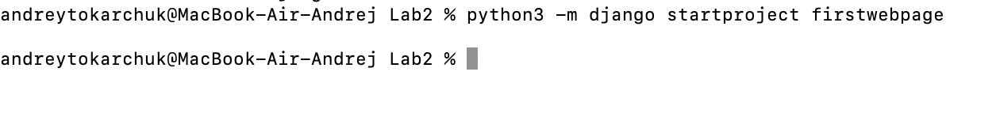 andreytokarchuk@MacBook-Air-Andrej Lab2 % python3 -m django startproject firstwebpage
andreytokarchuk@MacBook-Air-Andrej Lab2 %